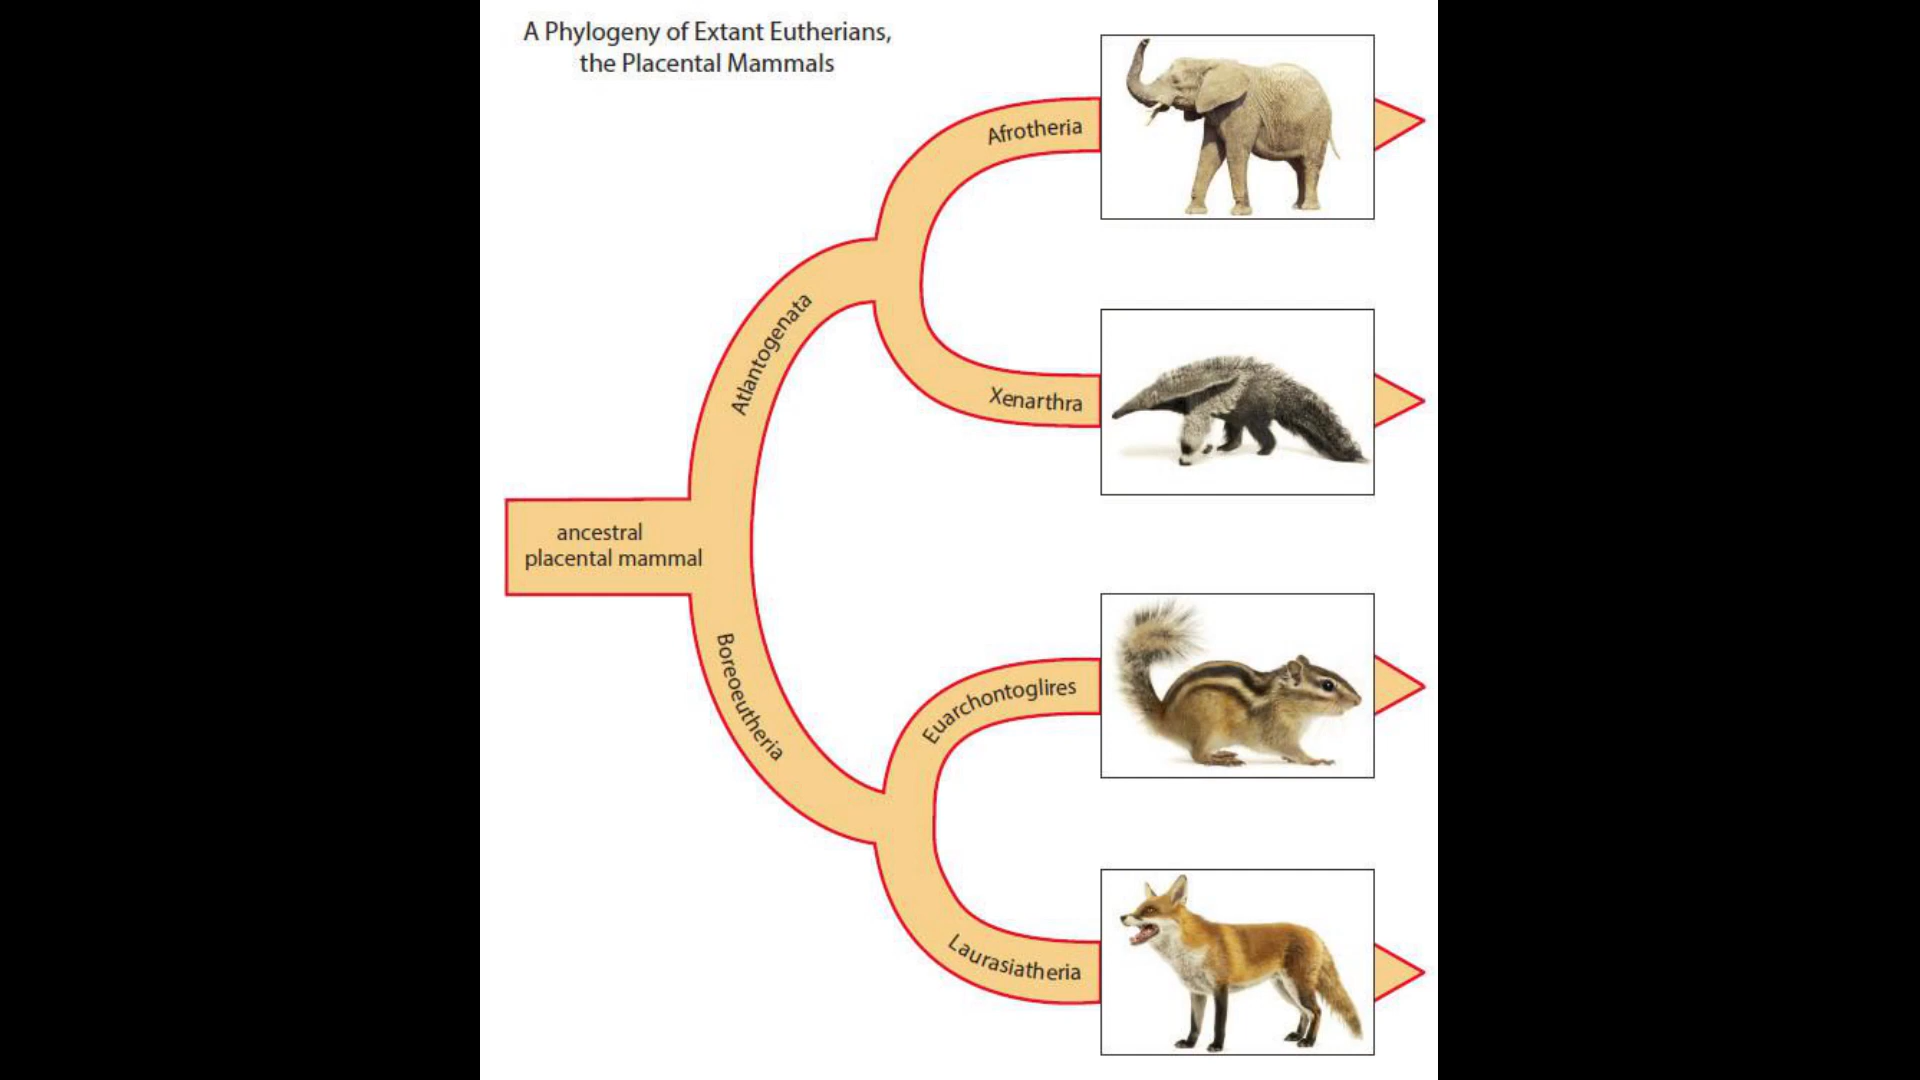 A Phylogeny of Extant Eutherians,
the Placental Mammals
Afrotheria
Atlantogenata
Xenarthra
ancestral
placental mammal
Boreoeutheria
Euarchontoglires
Laurasiatheria